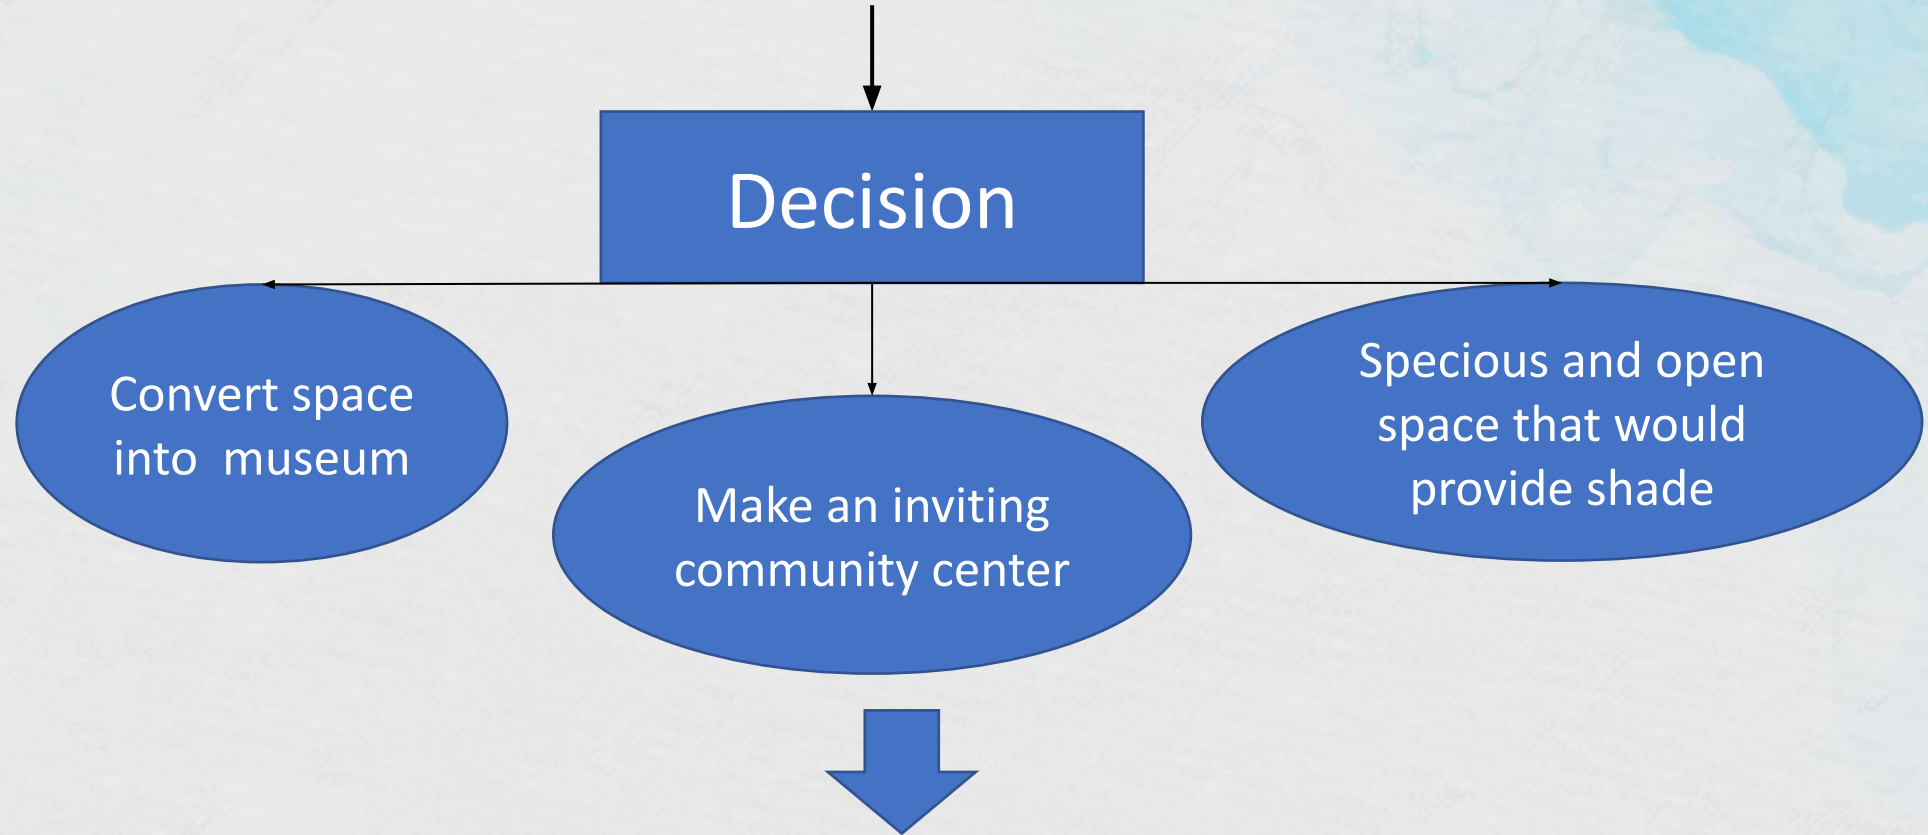 Decision
Convert space
into  museum
Make an inviting
community center
Specious and open
space that would
provide shade